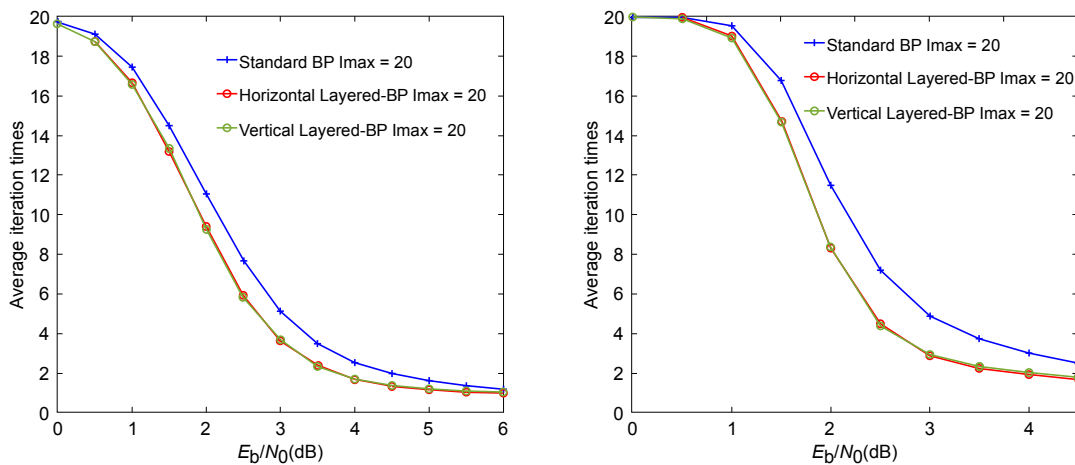 20
18
16
14
12
10
8
6
4
2
0
Average iteration times
Standard BP Imax = 20
Horizontal Layered-BP Imax = 20
Vertical Layered-BP Imax = 20
0 1 2 3 4 5 6
Eb/N0(dB)
20
18
16
14
12
10
8
6
4
2
0
Average iteration times
Standard BP Imax = 20
Horizontal Layered-BP Imax = 20
Vertical Layered-BP Imax = 20
0 1 2 3 4
Eb/N0(dB)